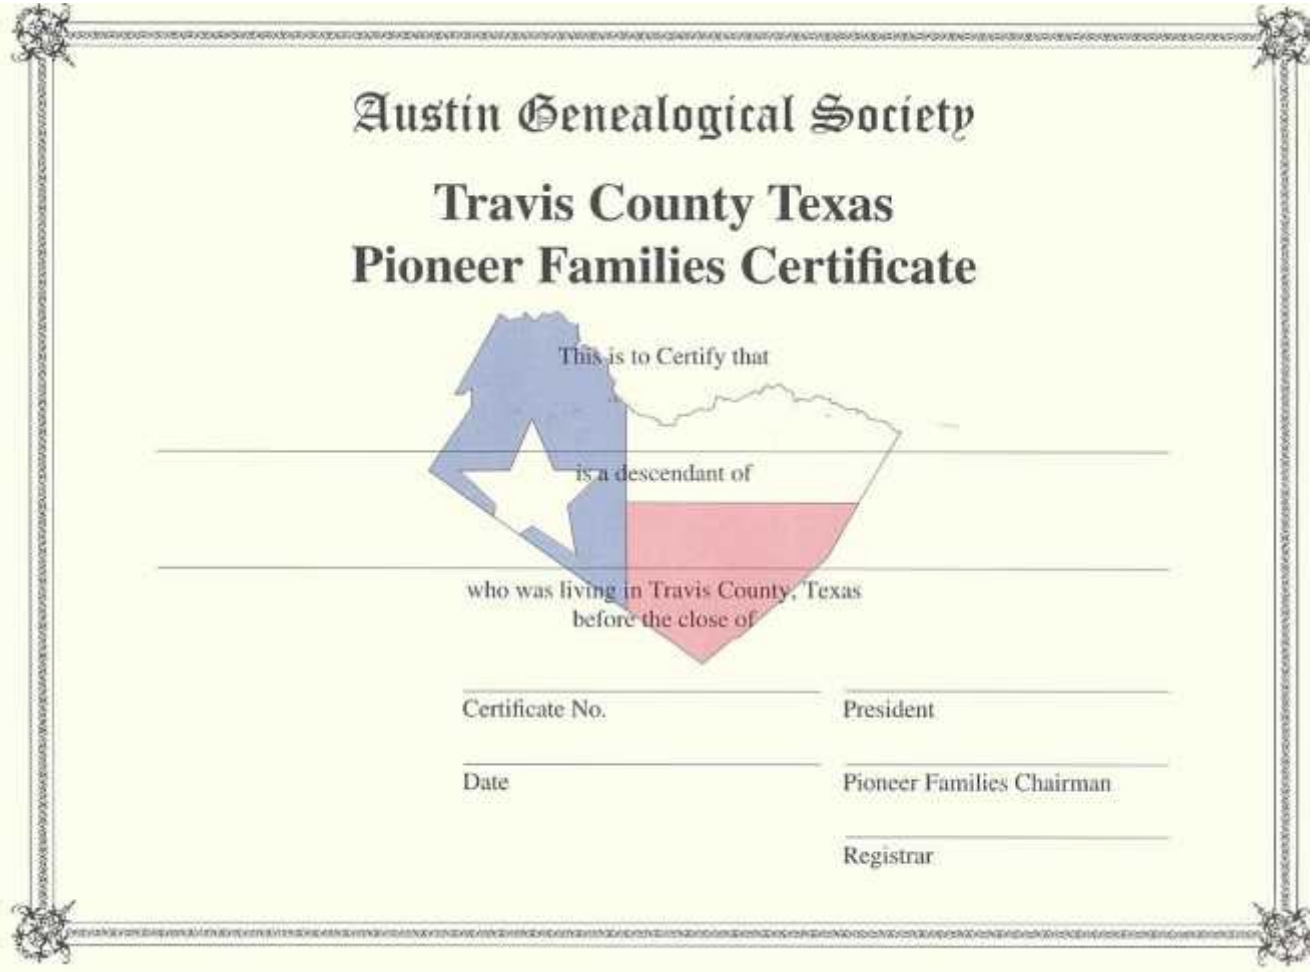 Austin Genealogical Society
Travis County Texas
Pioneer Families Certificate
This is to Certify that
is a descendant of
who was living in Travis County, Texas
before the close of
Certificate No.
President
Date
Pioneer Families Chairman
Registrar